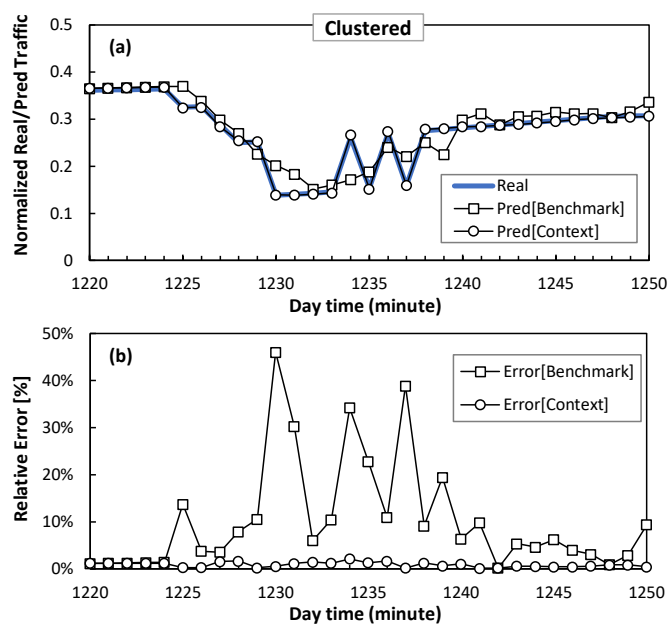 Clustered
(a)
Normalized Real/Pred Traffic
0.5
0.4
0.3
0.2
0.1
0
Real
Pred[Benchmark]
Pred[Context]
1220 1225 1230 1235 1240 1245 1250
Day time (minute)
(b)
Relative Error [%]
50%
40%
30%
20%
10%
0%
Error[Benchmark]
Error[Context]
1220 1225 1230 1235 1240 1245 1250
Day time (minute)